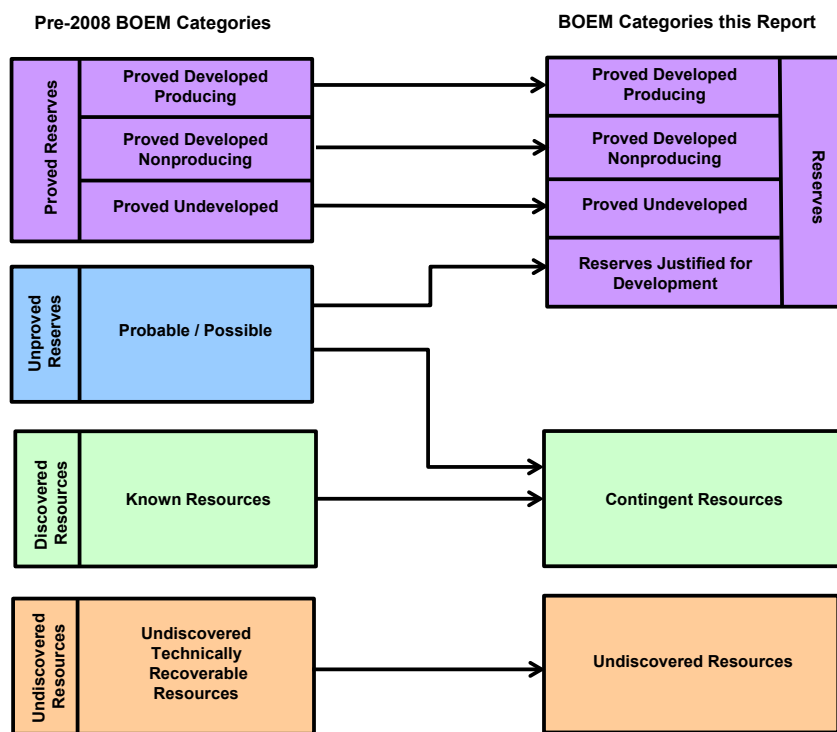 Pre-2008 BOEM Categories
BOEM Categories this Report
Proved Reserves
Proved Developed
Producing
Proved Developed
Nonproducing
Proved Undeveloped
Proved Developed
Producing
Proved Developed
Nonproducing
Proved Undeveloped
Reserves Justified for
Development
Reserves
Unproved
Reserves
Probable / Possible
Discovered
Resources
Known Resources
Contingent Resources
Undiscovered
Resources
Undiscovered
Technically
Recoverable
Resources
Undiscovered Resources